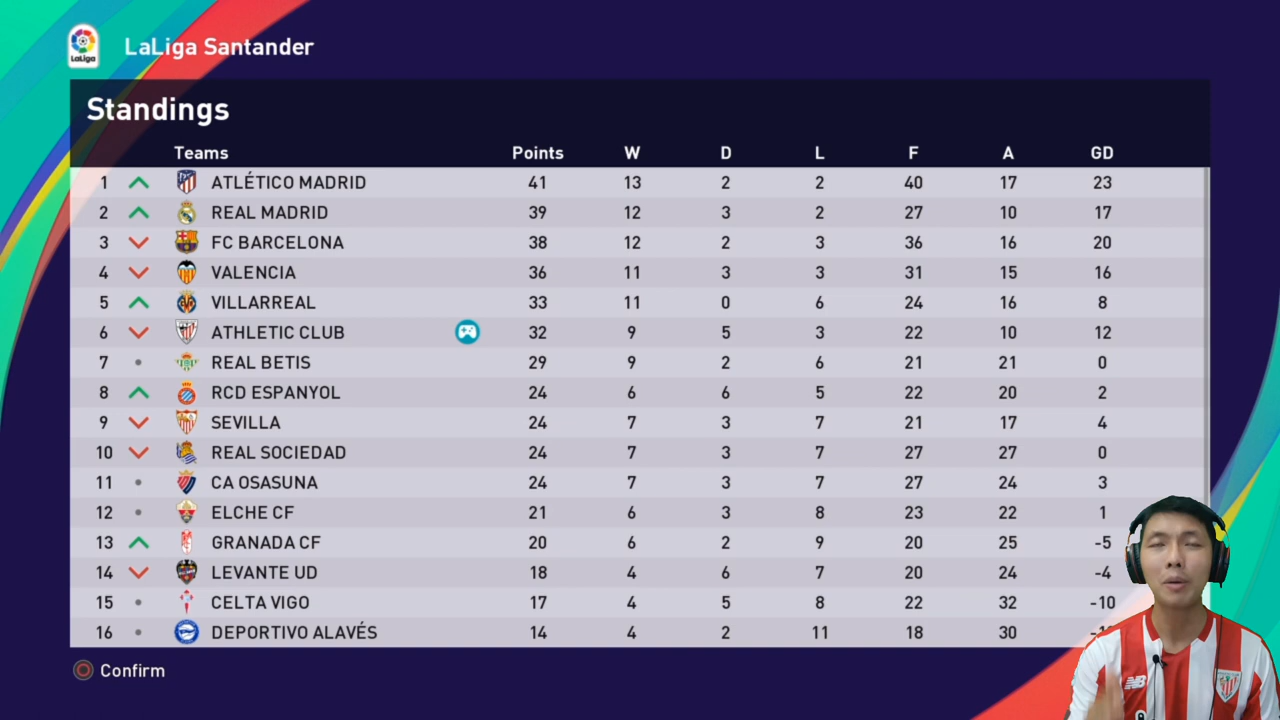 LaLiga
LaLiga Santander
Standings
Teams Points W D L F A GD
1 ATLÉTICO MADRID 41 13 2 2 40 17 23
2 REAL MADRID 39 12 3 2 27 10 17
3 FC BARCELONA 38 12 2 3 36 16 20
4 VALENCIA 36 11 3 3 31 15 16
5 VILLARREAL 33 11 0 6 24 16 8
6 ATHLETIC CLUB 32 9 5 3 22 10 12
7 REAL BETIS 29 9 2 6 21 21 0
8 RCD ESPANYOL 24 6 6 5 22 20 2
9 SEVILLA 24 7 3 7 21 17 4
10 REAL SOCIEDAD 24 7 3 7 27 27 0
11 CA OSASUNA 24 7 3 7 27 24 3
12 ELCHE CF 21 6 3 8 23 22 1
13 GRANADA CF 20 6 2 9 20 25 -5
14 LEVANTE UD 18 4 6 7 20 24 -4
15 CELTA VIGO 17 4 5 8 22 32 -10
16 DEPORTIVO ALAVÉS 14 4 2 11 18 30
Confirm
NB